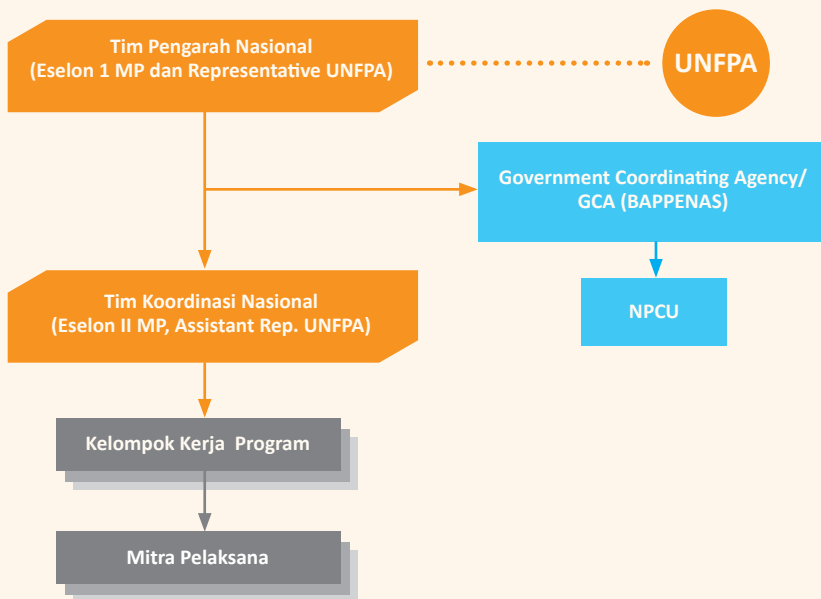 Tim Pengarah Nasional
(Eselon 1 MP dan Representative UNFPA)
UNFPA
Government Coordinating Agency/
GCA (BAPPENAS)
Tim Koordinasi Nasional
(Eselon II MP, Assistant Rep. UNFPA)
NPCU
Kelompok Kerja Program
Mitra Pelaksana